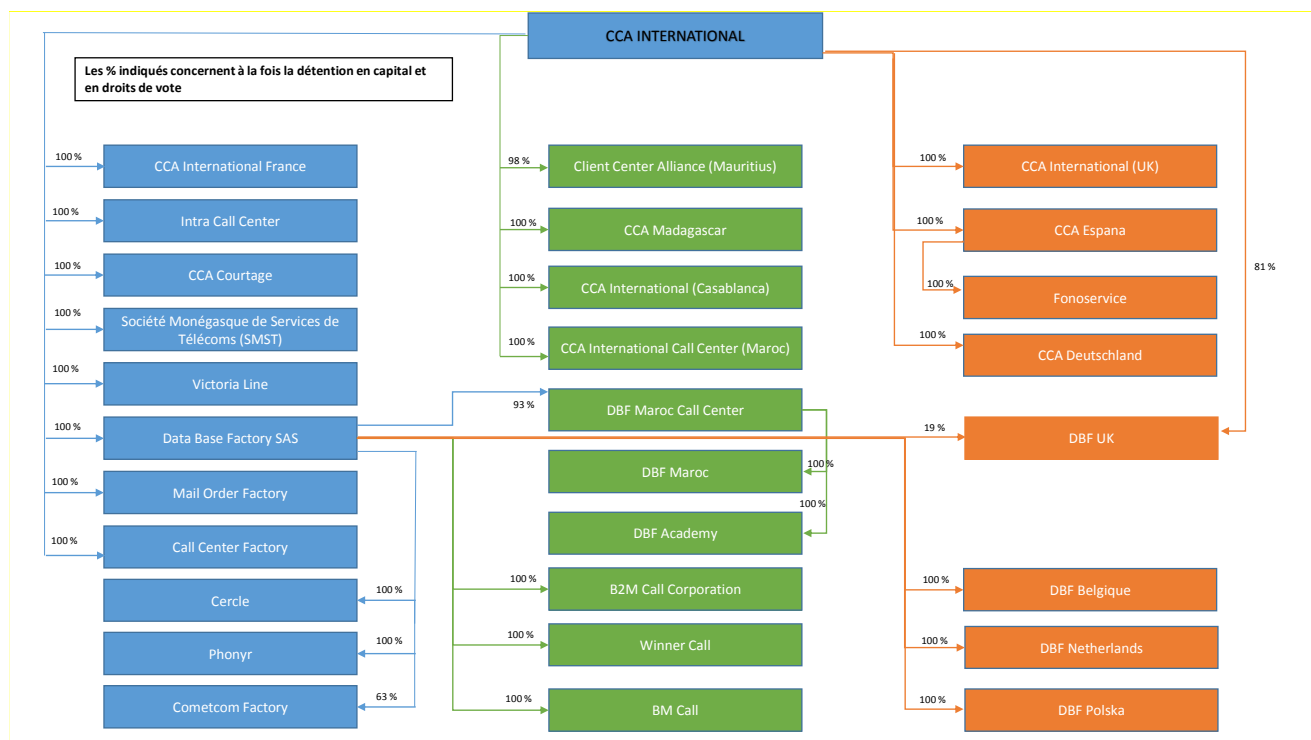 CCA INTERNATIONAL
Les % indiqués concernent à la fois la détention en capital et
en droits de vote
100 %
CCA International France
100 %
Intra Call Center
100 %
CCA Courtage
100 %
Société Monégasque de Services de
Télécoms (SMST)
100 %
Victoria Line
100 %
Data Base Factory SAS
100 %
Mail Order Factory
100 %
Call Center Factory
Cercle
100 %
Phonyr
100 %
Cometcom Factory
63 %
98 %
Client Center Alliance (Mauritius)
100 %
CCA Madagascar
100 %
CCA International (Casablanca)
100 %
CCA International Call Center (Maroc)
93 %
DBF Maroc Call Center
DBF Maroc
100 %
DBF Academy
100 %
100 %
B2M Call Corporation
100 %
Winner Call
100 %
BM Call
100 %
CCA International (UK)
100 %
CCA Espana
100 %
Fonoservice
100 %
CCA Deutschland
81 %
19 %
DBF UK
100 %
DBF Belgique
100 %
DBF Netherlands
100 %
DBF Polska